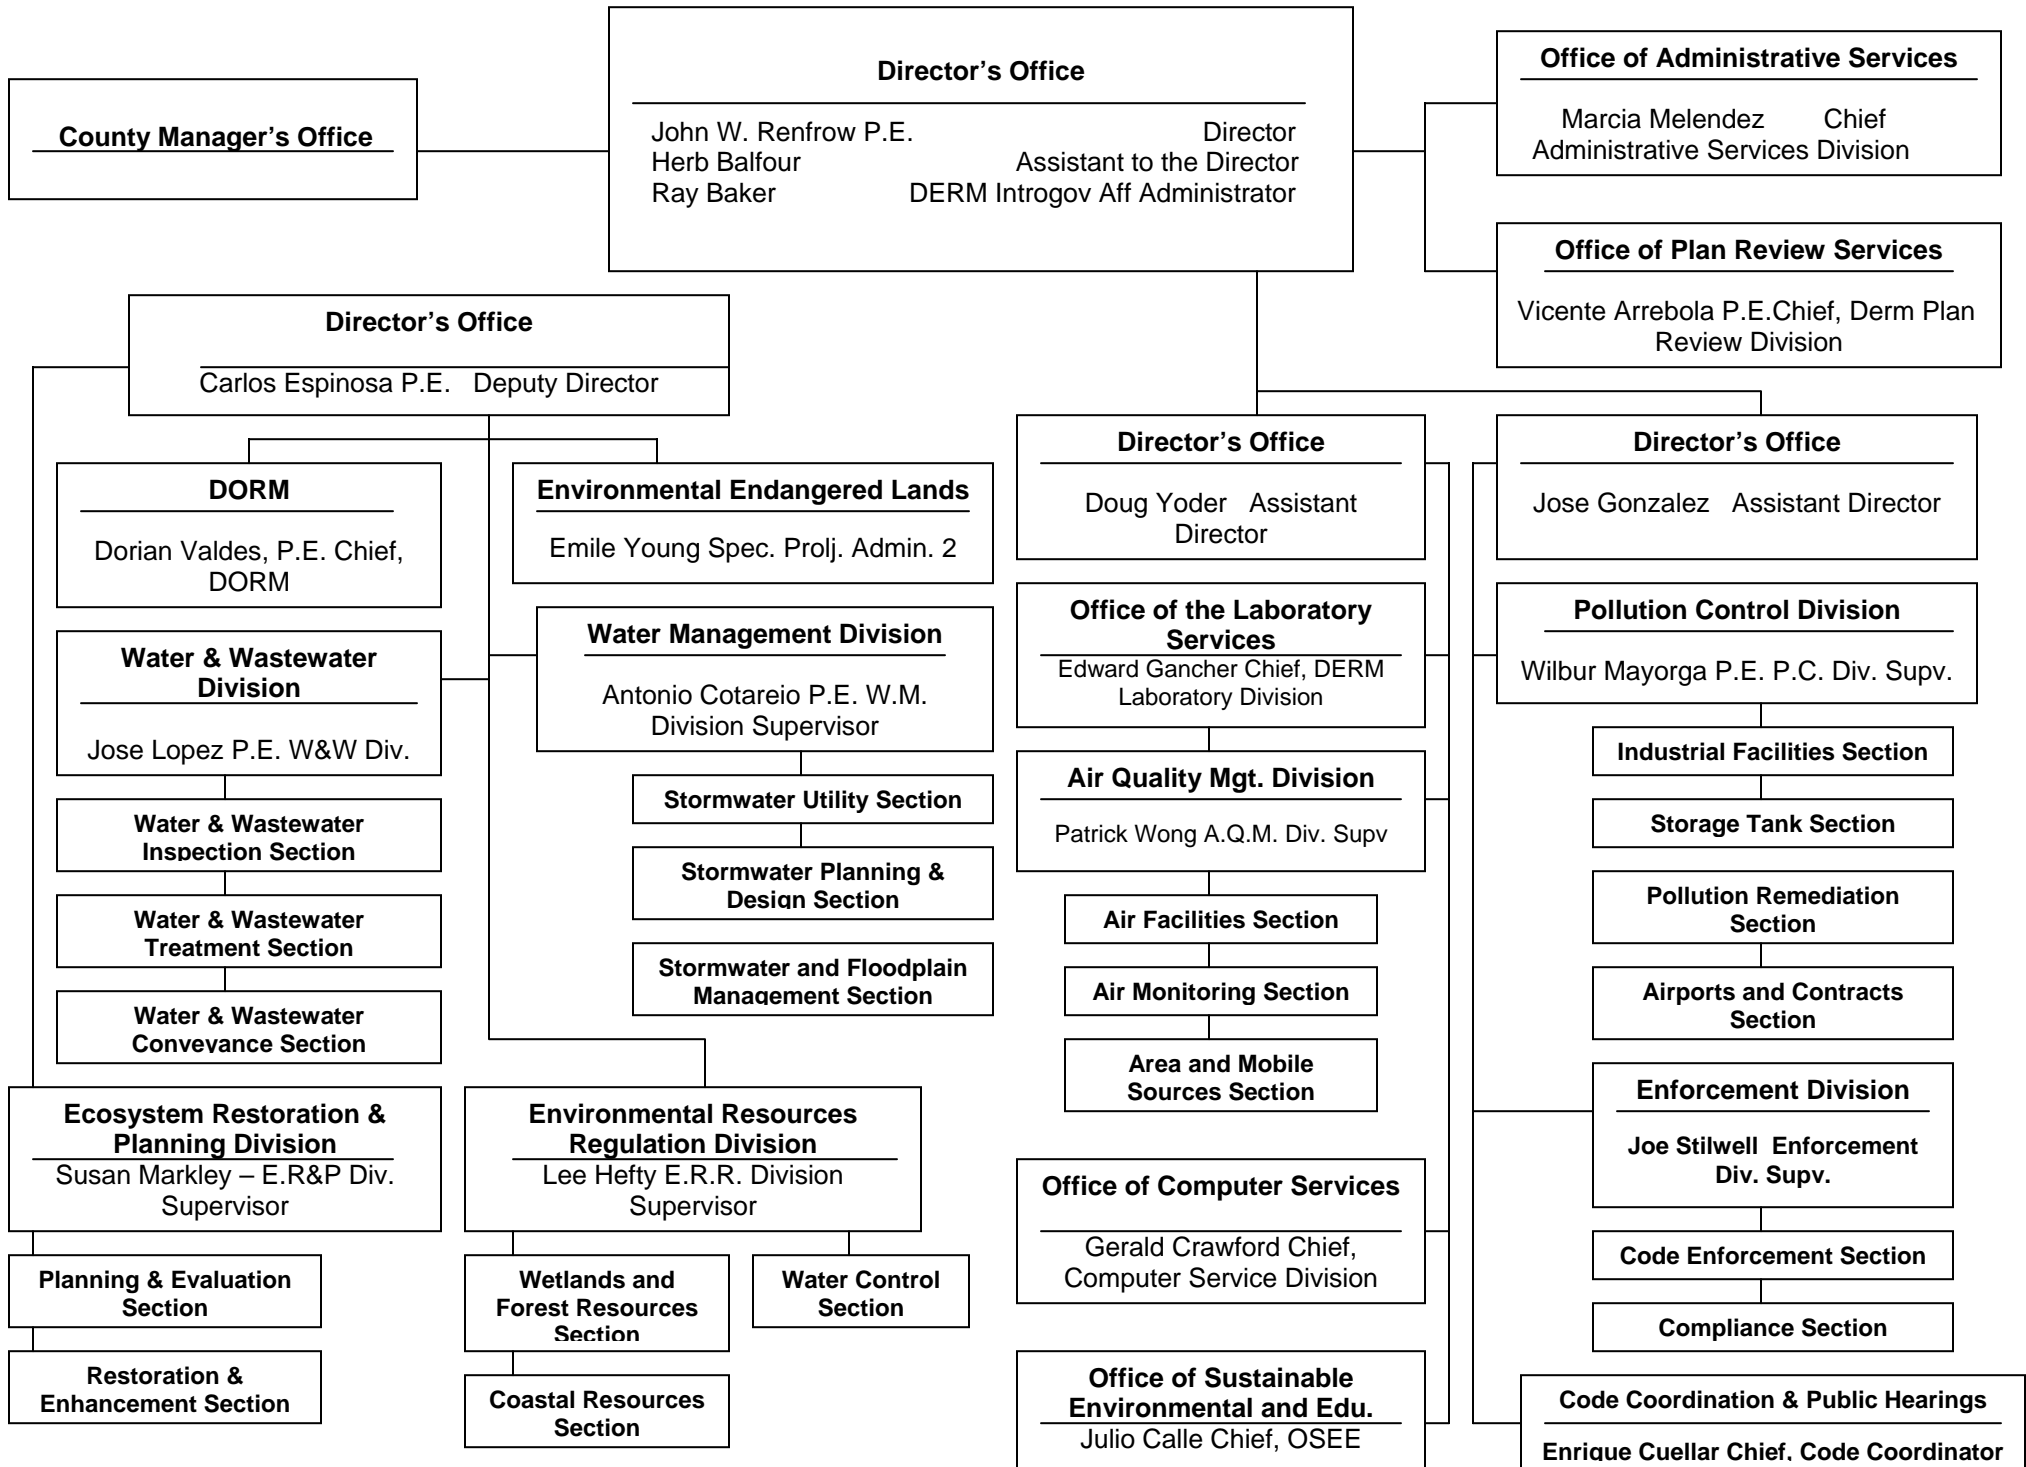 Director's Office
John W. Renfrow P.E. Director
Herb Balfour Assistant to the Director
Ray Baker DERM Introgov Aff Administrator
County Manager's Office
Office of Administrative Services
Marcia Melendez Chief
Administrative Services Division
Office of Plan Review Services
Vicente Arrebola P.E.Chief, Derm Plan
Review Division
Director's Office
Carlos Espinosa P.E. Deputy Director
DORM
Dorian Valdes, P.E. Chief,
DORM
Environmental Endangered Lands
Emile Young Spec. Prolj. Admin. 2
Water & Wastewater
Division
Jose Lopez P.E. W&W Div.
Water & Wastewater
Inspection Section
Water & Wastewater
Treatment Section
Water & Wastewater
Conveyance Section
Water Management Division
Antonio Cotareio P.E. W.M.
Division Supervisor
Stormwater Utility Section
Stormwater Planning &
Design Section
Stormwater and Floodplain
Management Section
Ecosystem Restoration &
Planning Division
Susan Markley – E.R&P Div.
Supervisor
Planning & Evaluation
Section
Restoration &
Enhancement Section
Environmental Resources
Regulation Division
Lee Hefty E.R.R. Division
Supervisor
Wetlands and
Forest Resources
Section
Water Control
Section
Coastal Resources
Section
Director's Office
Doug Yoder Assistant
Director
Office of the Laboratory
Services
Edward Gancher Chief, DERM
Laboratory Division
Air Quality Mgt. Division
Patrick Wong A.Q.M. Div. Supv
Air Facilities Section
Air Monitoring Section
Area and Mobile
Sources Section
Office of Computer Services
Gerald Crawford Chief,
Computer Service Division
Office of Sustainable
Environmental and Edu.
Julio Calle Chief, OSEE
Director's Office
Jose Gonzalez Assistant Director
Pollution Control Division
Wilbur Mayorga P.E. P.C. Div. Supv.
Industrial Facilities Section
Storage Tank Section
Pollution Remediation
Section
Airports and Contracts
Section
Enforcement Division
Joe Stilwell Enforcement
Div. Supv.
Code Enforcement Section
Compliance Section
Code Coordination & Public Hearings
Enrique Cuellar Chief, Code Coordinator